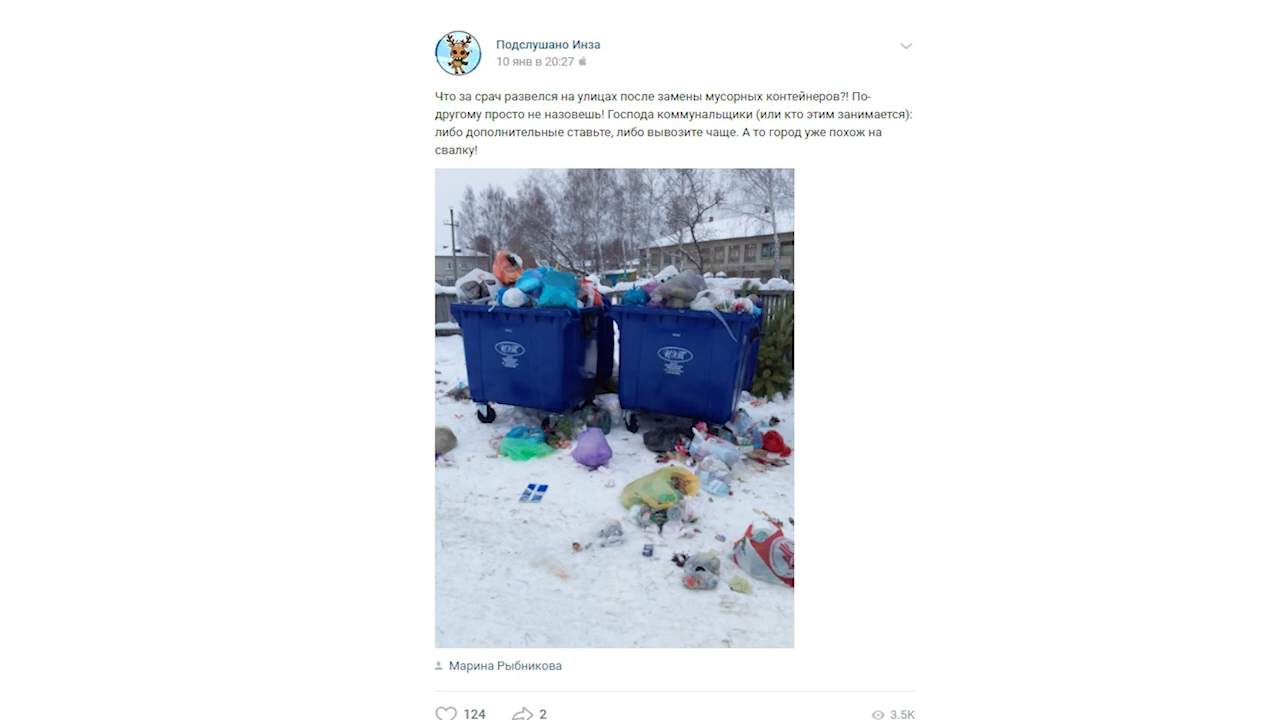 Подслушано Инза
10 янв в 20:27
Что за срач развелся на улицах после замены мусорных контейнеров?! По-
другому просто не назовешь! Господа коммунальщики (или кто этим занимается):
либо дополнительные ставьте, либо вывозите чаще. А то город уже похож на
свалку!
Марина Рыбникова
124
2
3.5K